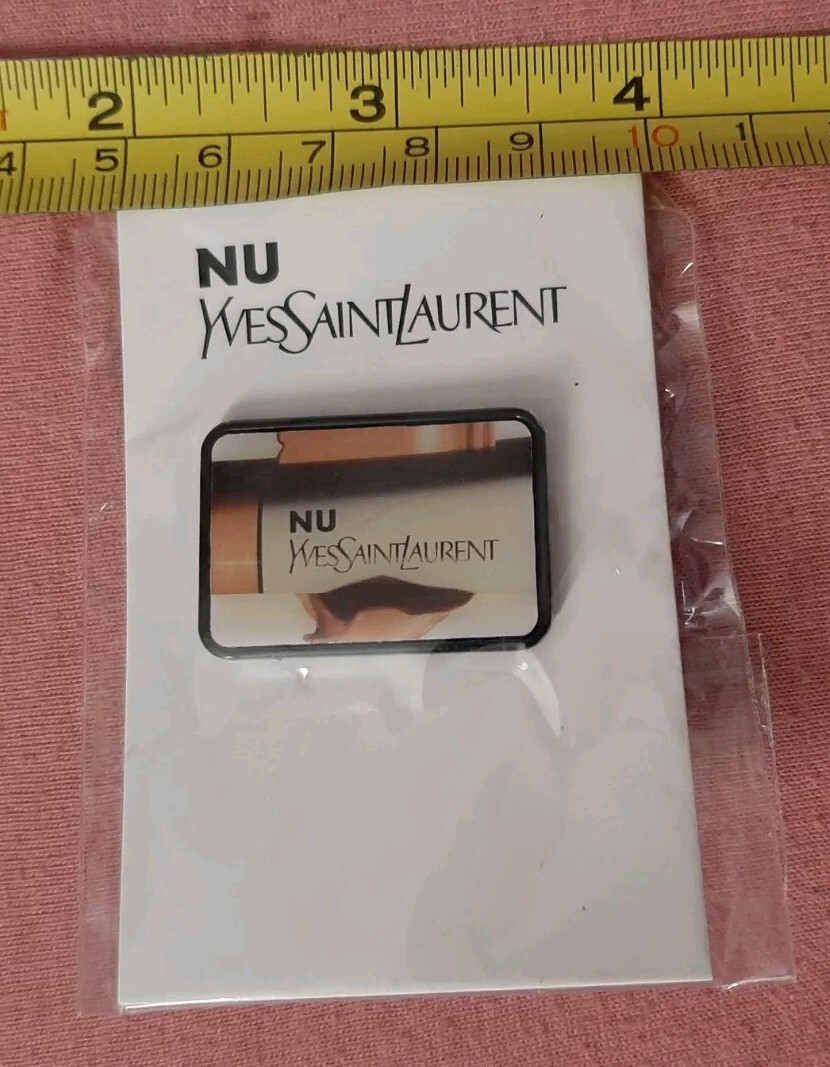 2 3 4
4 5 6 7 8 9 10 1
NU
YVESSAINTLAURENT
NU
YVESSAINTLAURENT